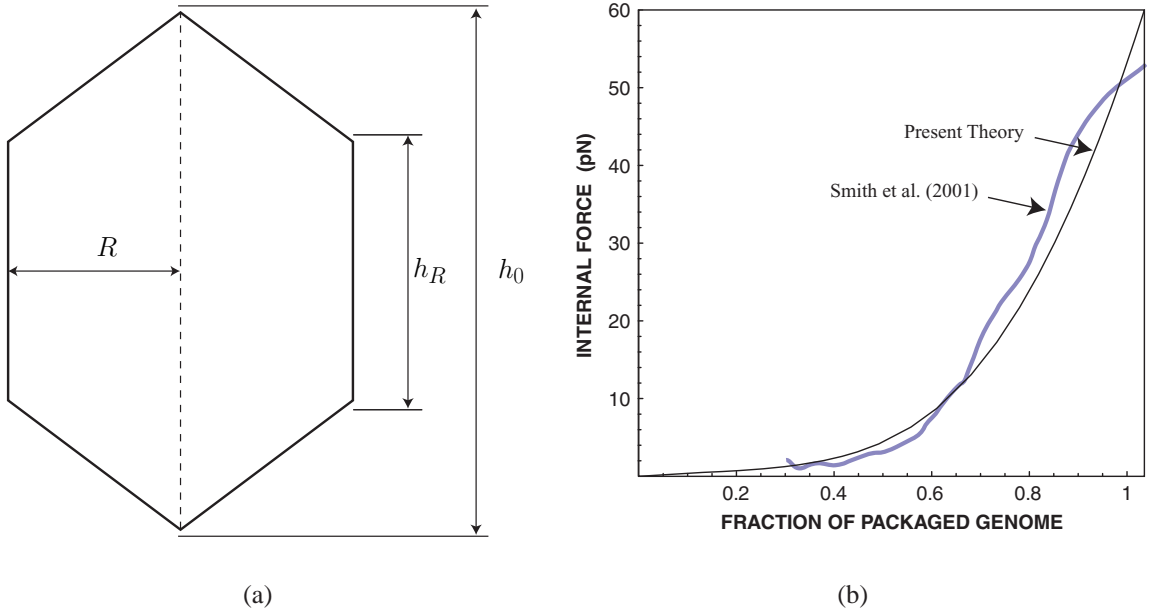 R
h_R
h_0
(a)
INTERNAL FORCE (pN)
60
50
40
30
20
10
Present Theory
Smith et al. (2001)
0.2
0.4
0.6
0.8
1
FRACTION OF PACKAGED GENOME
(b)